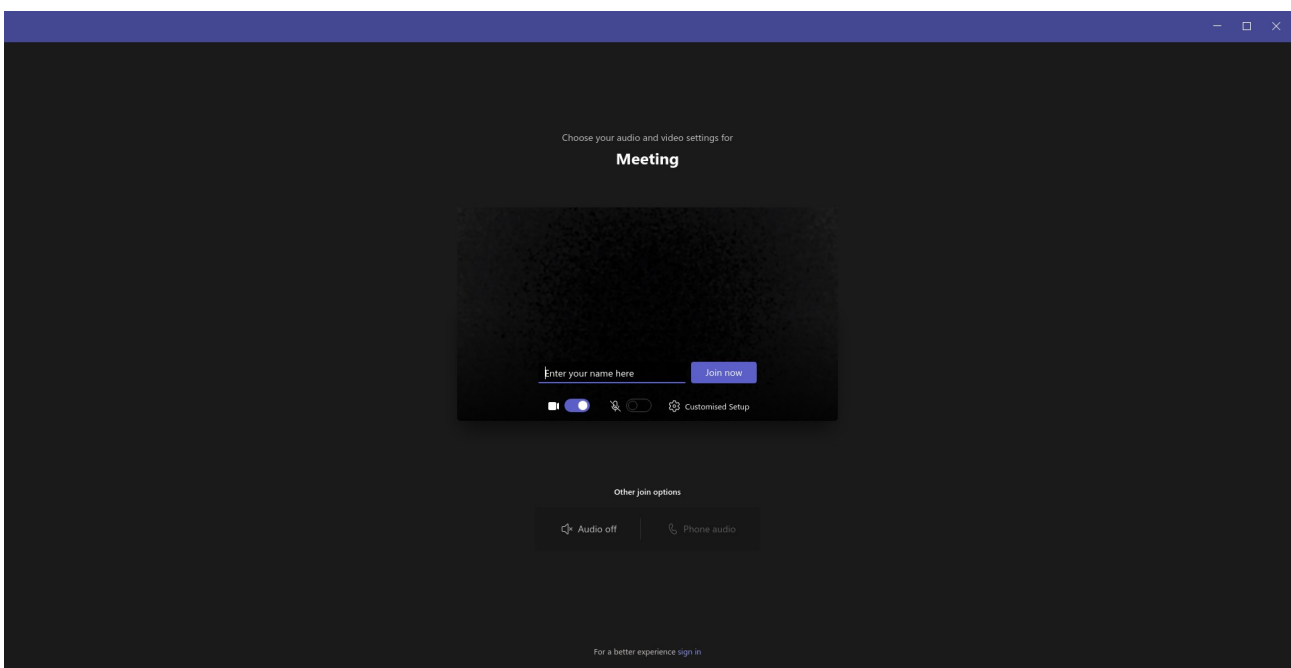 Choose your audio and video settings for
Meeting
Enter your name here
Join now
Customised Setup
Other join options
Audio off
Phone audio
For a better experience sign in